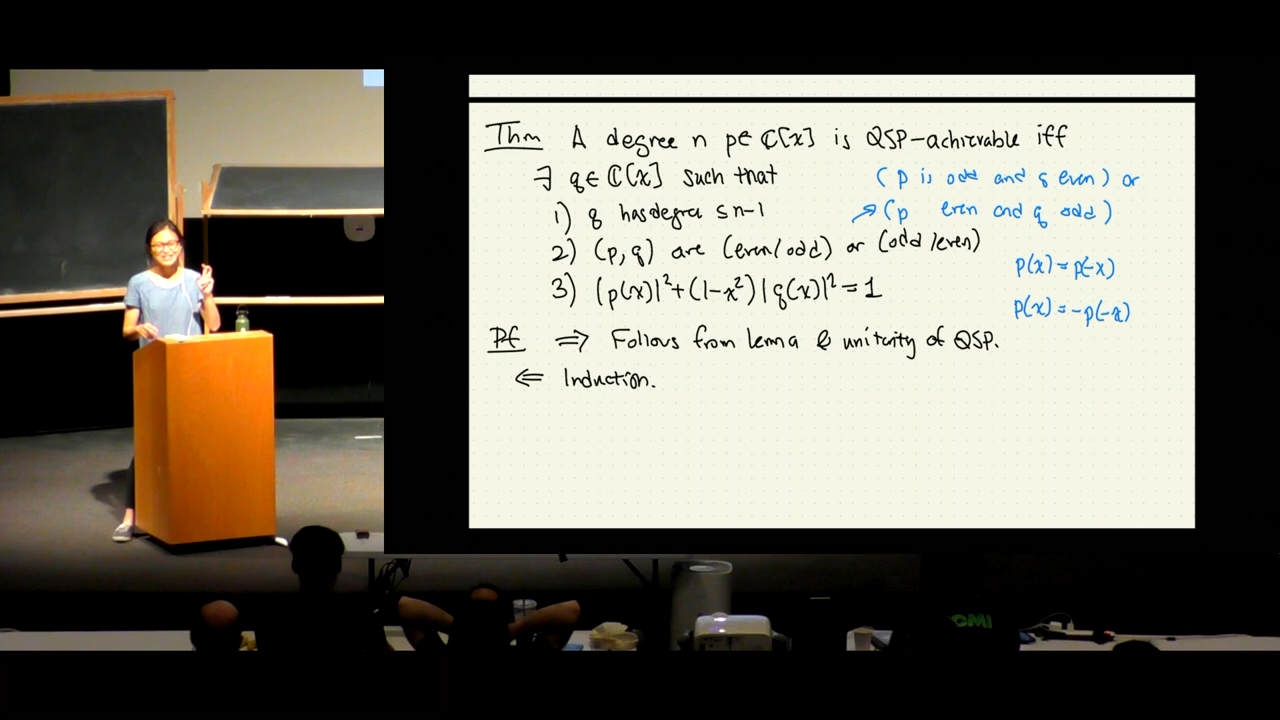 Thm A degree n p∈ ℂ[x] is QSP-achievable iff
∃ q∈ ℂ[x] such that
1) q has degree ≤ n-1
2) (p, q) are (even/odd) or (odd/even)
3) |p(x)|²+(1-x²)|q(x)|²=1
(p is odd and q even) or
→(p even and q odd)
p(x)=p(-x)
p(x)=-p(-x)
Pf ⇒ Follows from lemma & unitarity of QSP.
⇐ Induction.
CMI